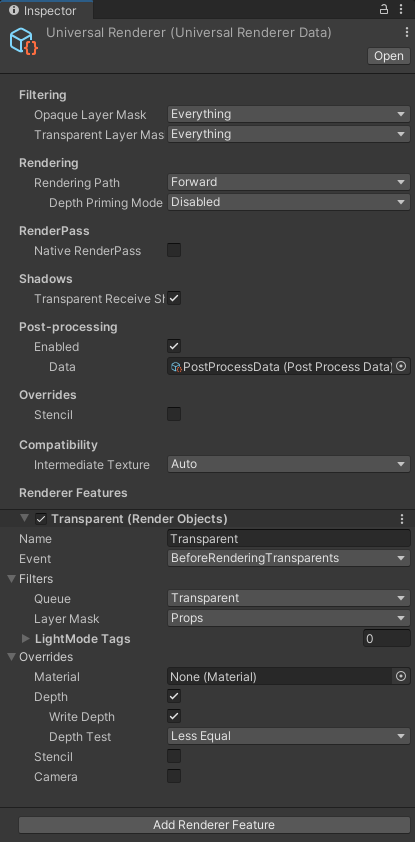 Inspector
Universal Renderer (Universal Renderer Data)
Open
Filtering
Opaque Layer Mask Everything
Transparent Layer Mas Everything
Rendering
Rendering Path Forward
Depth Priming Mode Disabled
RenderPass
Native RenderPass
Shadows
Transparent Receive Sh
Post-processing
Enabled
Data PostProcessData (Post Process Data)
Overrides
Stencil
Compatibility
Intermediate Texture Auto
Renderer Features
Transparent (Render Objects)
Name Transparent
Event BeforeRenderingTransparents
Filters
Queue Transparent
Layer Mask Props
LightMode Tags 0
Overrides
Material None (Material)
Depth
Write Depth
Depth Test Less Equal
Stencil
Camera
Add Renderer Feature